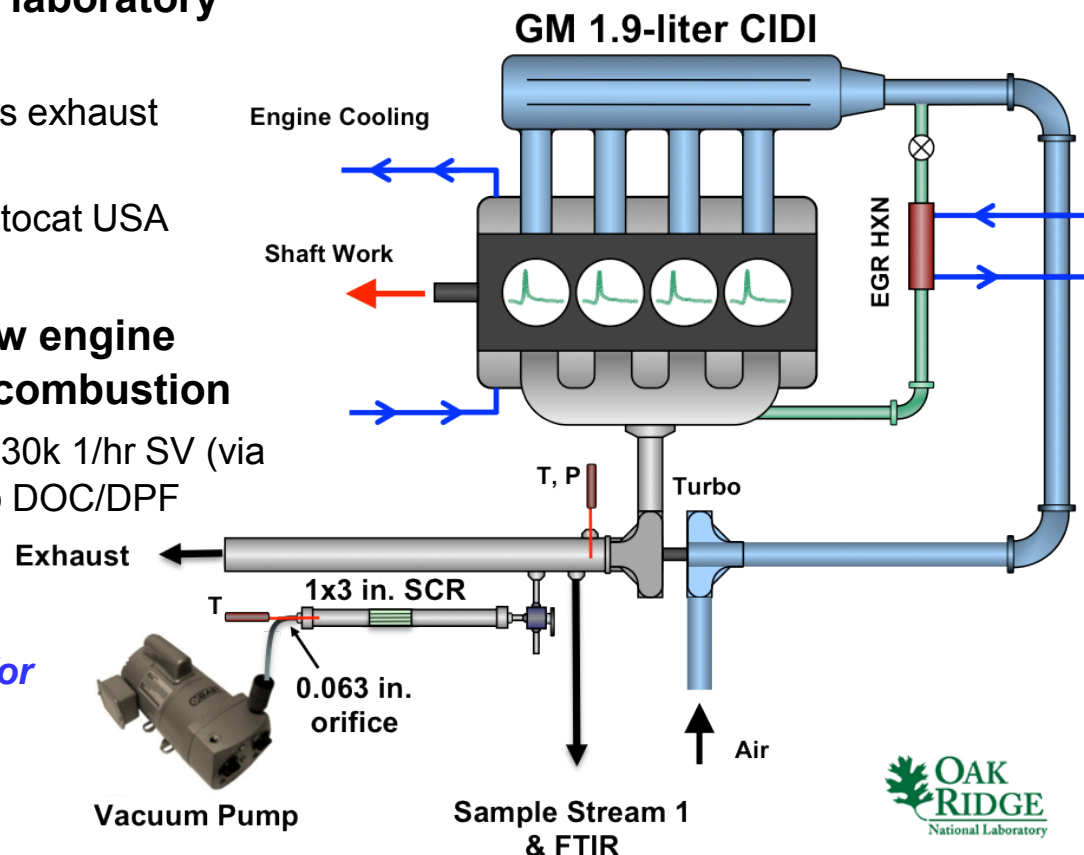 laboratory
GM 1.9-liter CIDI
s exhaust
Engine Cooling
tocat USA
Shaft Work
EGR HXN
w engine
combustion
30k 1/hr SV (via
DOC/DPF
T, P
Turbo
Exhaust
1x3 in. SCR
T
or
0.063 in.
orifice
Air
Vacuum Pump
Sample Stream 1
& FTIR
OAK
RIDGE
National Laboratory